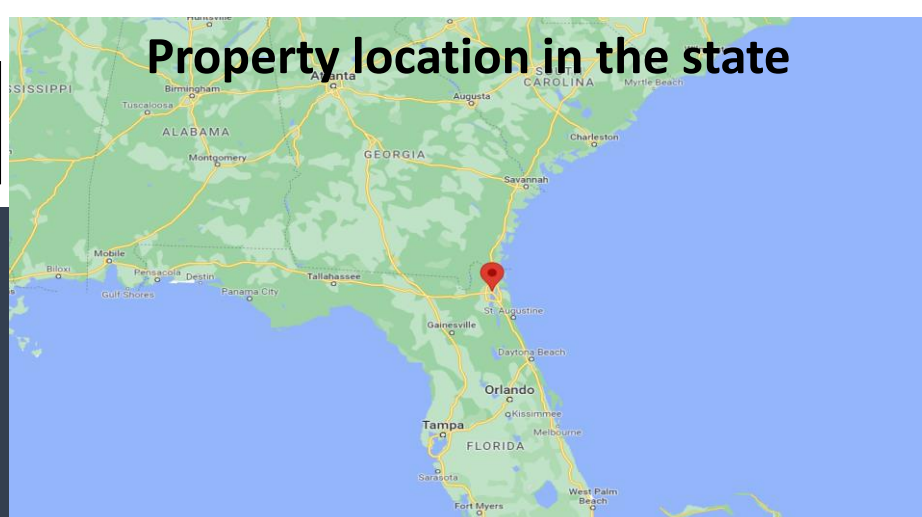 Huntsville
Property location in the state
Atlanta
SOUTH
CAROLINA
Myrtle Beach
SSISSIPPI
Birmingham
Augusta
Tuscaloosa
ALABAMA
Charleston
Montgomery
GEORGIA
Savannah
Mobile
Biloxi
Pensacola
Destin
Tallahassee
Gulf Shores
Panama City
St. Augustine
Gainesville
Daytona Beach
Orlando
Kissimmee
Tampa
Melbourne
FLORIDA
Sarasota
West Palm
Beach
Fort Myers